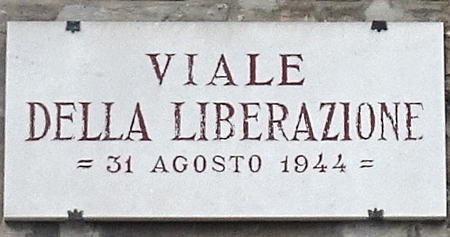 VIALE
DELLA LIBERAZIONE
= 31 AGOSTO 1944 =